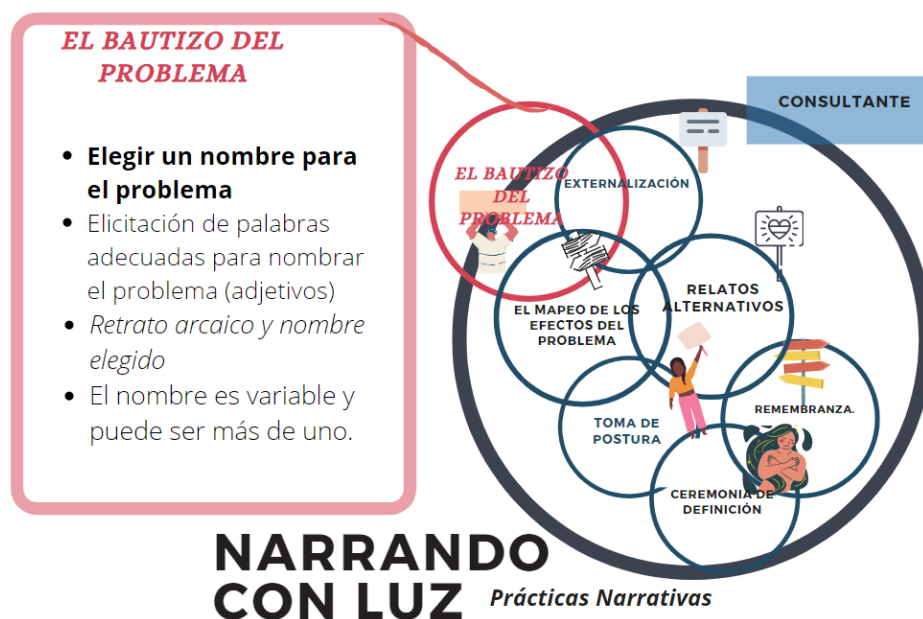 EL BAUTIZO DEL
PROBLEMA
• Elegir un nombre para
el problema
• Elicitación de palabras
adecuadas para nombrar
el problema (adjetivos)
• Retrato arcaico y nombre
elegido
• El nombre es variable y
puede ser más de uno.
CONSULTANTE
EL BAUTIZO
DEL
PROBLEMA
EXTERNALIZACIÓN
EL MAPEO DE LOS
EFECTOS DEL
PROBLEMA
RELATOS
ALTERNATIVOS
TOMA DE
POSTURA
REMEMBRANZA.
CEREMONIA DE
DEFINICIÓN
NARRANDO
CON LUZ
Prácticas Narrativas